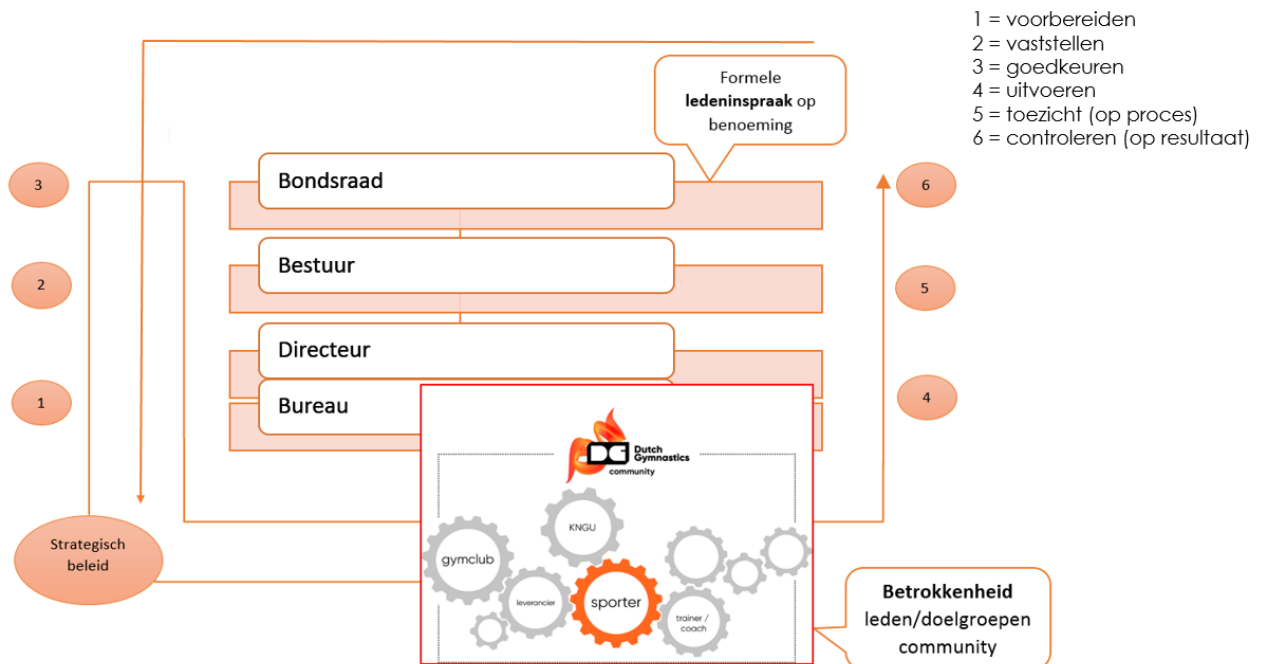 1 = voorbereiden
2 = vaststellen
3 = goedkeuren
4 = uitvoeren
5 = toezicht (op proces)
6 = controleren (op resultaat)
Formele
ledeninspraak op
benoeming
3
Bondsraad
6
2
Bestuur
5
1
Directeur
Bureau
4
DG Dutch
Gymnastics
community
Strategisch
beleid
gymclub
KNGU
leverancier
sporter
trainer /
coach
Betrokkenheid
leden/doelgroepen
community